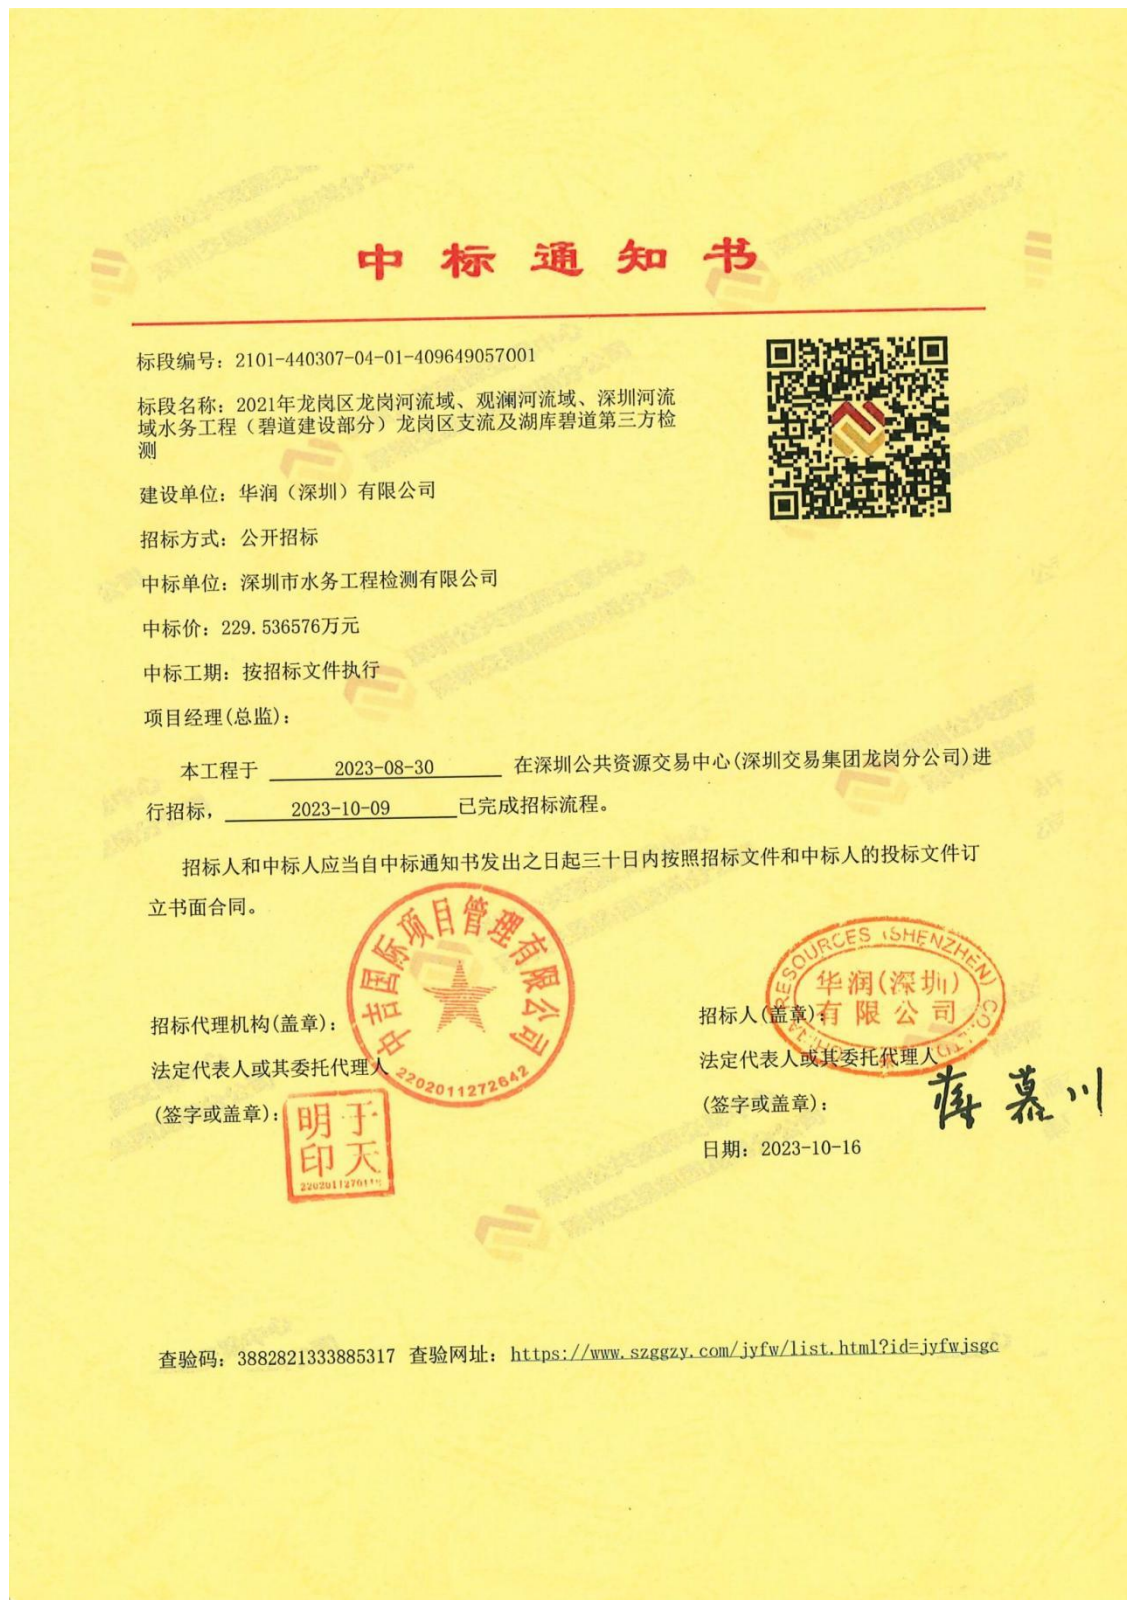 中标通知书
标段编号：2101-440307-04-01-409649057001
标段名称：2021年龙岗区龙岗河流域、观澜河流域、深圳河流
域水务工程（碧道建设部分）龙岗区支流及湖库碧道第三方检
测
建设单位：华润（深圳）有限公司
招标方式：公开招标
中标单位：深圳市水务工程检测有限公司
中标价：229.536576万元
中标工期：按招标文件执行
项目经理(总监)：
本工程于 2023-08-30 在深圳公共资源交易中心(深圳交易集团龙岗分公司)进
行招标， 2023-10-09 已完成招标流程。
招标人和中标人应当自中标通知书发出之日起三十日内按照招标文件和中标人的投标文件订
立书面合同。
中吉国际项目管理有限公司
2202011272642
招标代理机构(盖章)：
法定代表人或其委托代理人
(签字或盖章)：
于天明印
RESOURCES (SHENZHEN) CO.,LTD
华润(深圳)
有限公司
招标人(盖章)：
法定代表人或其委托代理人
(签字或盖章)：
蒋慕川
日期：2023-10-16
查验码：3882821333885317 查验网址：https://www.szggzy.com/jyfw/list.html?id=jyfwjsgc